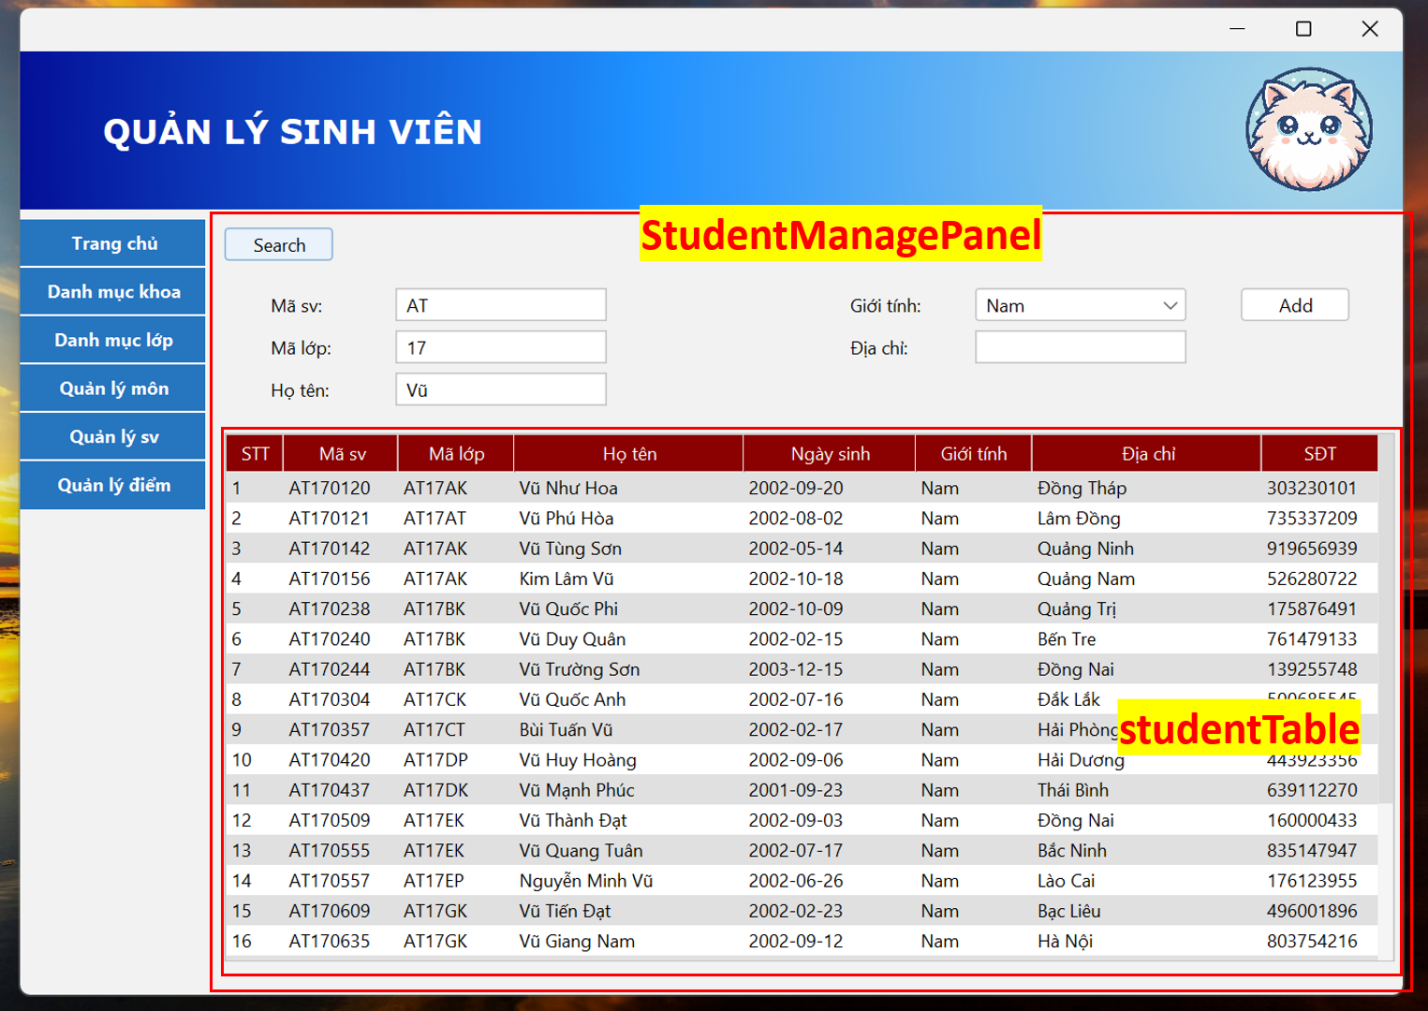 QUẢN LÝ SINH VIÊN
StudentManagePanel
Trang chủ
Danh mục khoa
Danh mục lớp
Quản lý môn
Quản lý sv
Quản lý điểm
Search
Mã sv: AT Giới tính: Nam Add
Mã lớp: 17 Địa chỉ:
Họ tên: Vũ
STT Mã sv Mã lớp Họ tên Ngày sinh Giới tính Địa chỉ SĐT
1 AT170120 AT17AK Vũ Như Hoa 2002-09-20 Nam Đồng Tháp 303230101
2 AT170121 AT17AT Vũ Phú Hòa 2002-08-02 Nam Lâm Đồng 735337209
3 AT170142 AT17AK Vũ Tùng Sơn 2002-05-14 Nam Quảng Ninh 919656939
4 AT170156 AT17AK Kim Lâm Vũ 2002-10-18 Nam Quảng Nam 526280722
5 AT170238 AT17BK Vũ Quốc Phi 2002-10-09 Nam Quảng Trị 175876491
6 AT170240 AT17BK Vũ Duy Quân 2002-02-15 Nam Bến Tre 761479133
7 AT170244 AT17BK Vũ Trường Sơn 2003-12-15 Nam Đồng Nai 139255748
8 AT170304 AT17CK Vũ Quốc Anh 2002-07-16 Nam Đắk Lắk
9 AT170357 AT17CT Bùi Tuấn Vũ 2002-02-17 Nam Hải Phòng
studentTable
10 AT170420 AT17DP Vũ Huy Hoàng 2002-09-06 Nam Hải Dương 443923356
11 AT170437 AT17DK Vũ Mạnh Phúc 2001-09-23 Nam Thái Bình 639112270
12 AT170509 AT17EK Vũ Thành Đạt 2002-09-03 Nam Đồng Nai 160000433
13 AT170555 AT17EK Vũ Quang Tuân 2002-07-17 Nam Bắc Ninh 835147947
14 AT170557 AT17EP Nguyễn Minh Vũ 2002-06-26 Nam Lào Cai 176123955
15 AT170609 AT17GK Vũ Tiến Đạt 2002-02-23 Nam Bạc Liêu 496001896
16 AT170635 AT17GK Vũ Giang Nam 2002-09-12 Nam Hà Nội 803754216